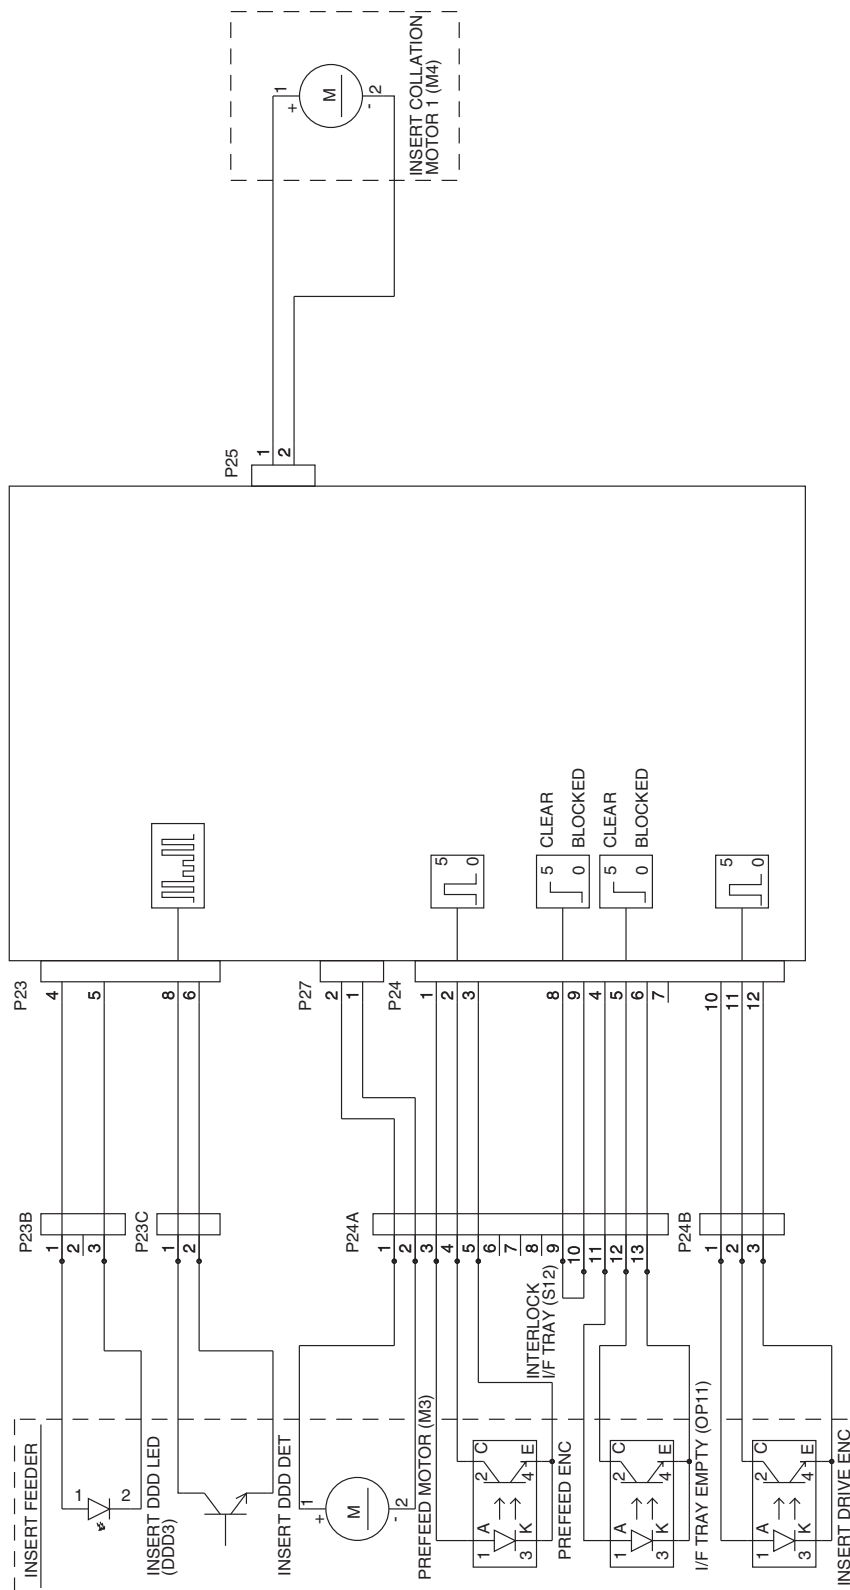 INSERT FEEDER
1
2
INSERT DDD LED
(DDD3)
INSERT DDD DET
1
+
M
-
2
PREFEED MOTOR (M3)
1 A
2 C
3 K
4 E
PREFEED ENC
1 A
2 C
3 K
4 E
I/F TRAY EMPTY (OP11)
1 A
2 C
3 K
4 E
INSERT DRIVE ENC
INTERLOCK
I/F TRAY (S12)
P23B
1
2
3
P23C
1
2
P24A
1
2
3
4
5
6
7
8
9
10
11
12
13
P24B
1
2
3
P23
4
5
8
6
P27
2
1
P24
1
2
3
8
9
4
5
6
7
10
11
12
5
0
5
0
CLEAR
BLOCKED
5
0
CLEAR
BLOCKED
5
0
P25
1
2
1
+
M
-
2
INSERT COLLATION
MOTOR 1 (M4)